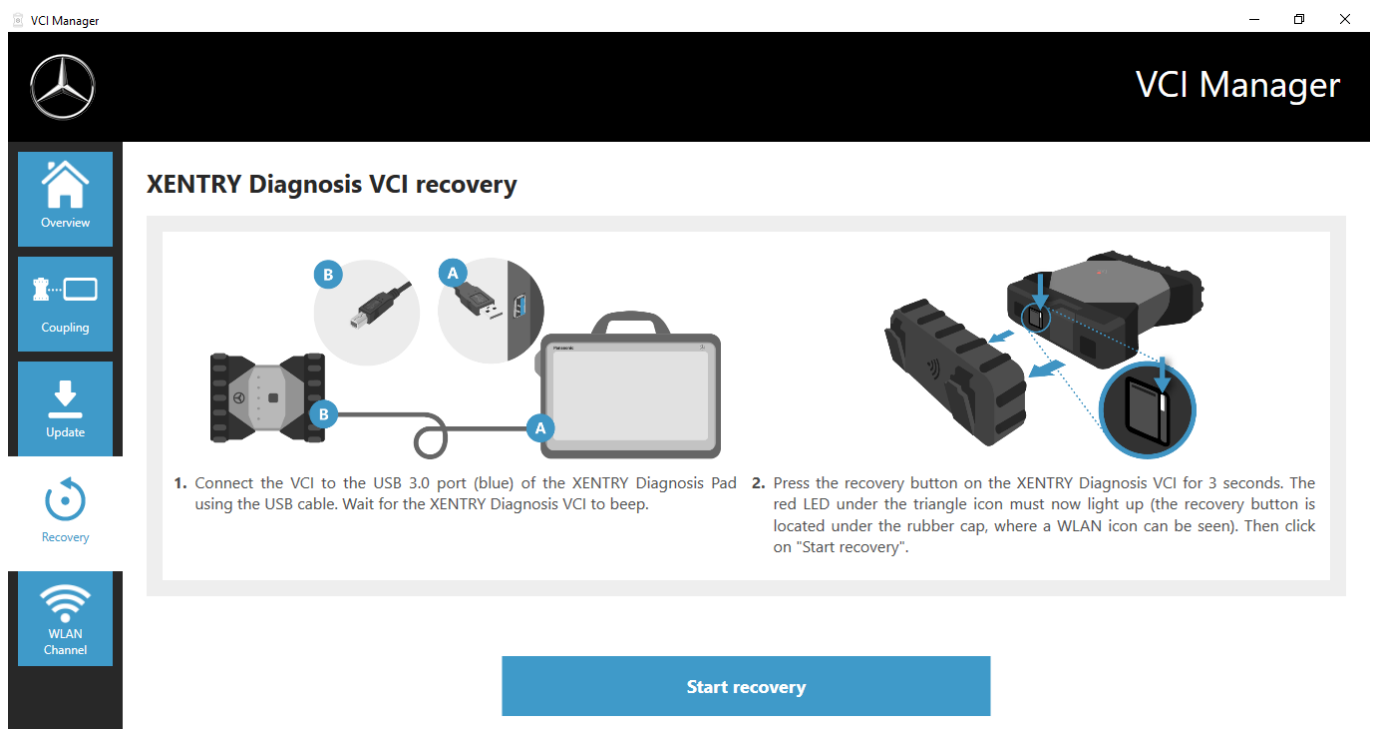 VCI Manager
VCI Manager
Overview
Coupling
Update
Recovery
WLAN
Channel
XENTRY Diagnosis VCI recovery
B
A
B
A
Panasonic
1. Connect the VCI to the USB 3.0 port (blue) of the XENTRY Diagnosis Pad
using the USB cable. Wait for the XENTRY Diagnosis VCI to beep.
2. Press the recovery button on the XENTRY Diagnosis VCI for 3 seconds. The
red LED under the triangle icon must now light up (the recovery button is
located under the rubber cap, where a WLAN icon can be seen). Then click
on "Start recovery".
Start recovery